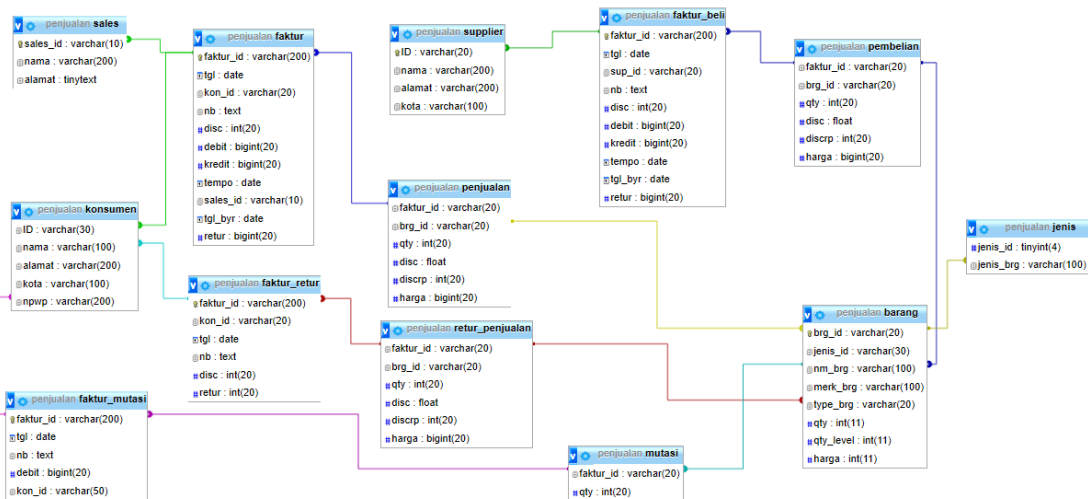 penjualan sales
sales_id : varchar(10)
nama : varchar(200)
alamat : tinytext
penjualan faktur
faktur_id : varchar(200)
tgl : date
kon_id : varchar(20)
nb : text
disc : int(20)
debit : bigint(20)
kredit : bigint(20)
tempo : date
sales_id : varchar(10)
tgl_byr : date
retur : bigint(20)
penjualan supplier
ID : varchar(20)
nama : varchar(200)
alamat : varchar(200)
kota : varchar(100)
penjualan faktur_beli
faktur_id : varchar(200)
tgl : date
sup_id : varchar(20)
nb : text
disc : int(20)
debit : bigint(20)
kredit : bigint(20)
tempo : date
tgl_byr : date
retur : bigint(20)
penjualan pembelian
faktur_id : varchar(20)
brg_id : varchar(20)
qty : int(20)
disc : float
discrp : int(20)
harga : bigint(20)
penjualan konsumen
ID : varchar(30)
nama : varchar(100)
alamat : varchar(200)
kota : varchar(100)
npwp : varchar(200)
penjualan penjualan
faktur_id : varchar(20)
brg_id : varchar(20)
qty : int(20)
disc : float
discrp : int(20)
harga : bigint(20)
penjualan jenis
jenis_id : tinyint(4)
jenis_brg : varchar(100)
penjualan faktur_retur
faktur_id : varchar(200)
kon_id : varchar(20)
tgl : date
nb : text
disc : int(20)
retur : int(20)
penjualan retur_penjualan
faktur_id : varchar(20)
brg_id : varchar(20)
qty : int(20)
disc : float
discrp : int(20)
harga : bigint(20)
penjualan barang
brg_id : varchar(20)
jenis_id : varchar(30)
nm_brg : varchar(100)
merk_brg : varchar(100)
type_brg : varchar(20)
qty : int(11)
qty_level : int(11)
harga : int(11)
penjualan faktur_mutasi
faktur_id : varchar(200)
tgl : date
nb : text
debit : bigint(20)
kon_id : varchar(50)
penjualan mutasi
faktur_id : varchar(20)
qty : int(20)